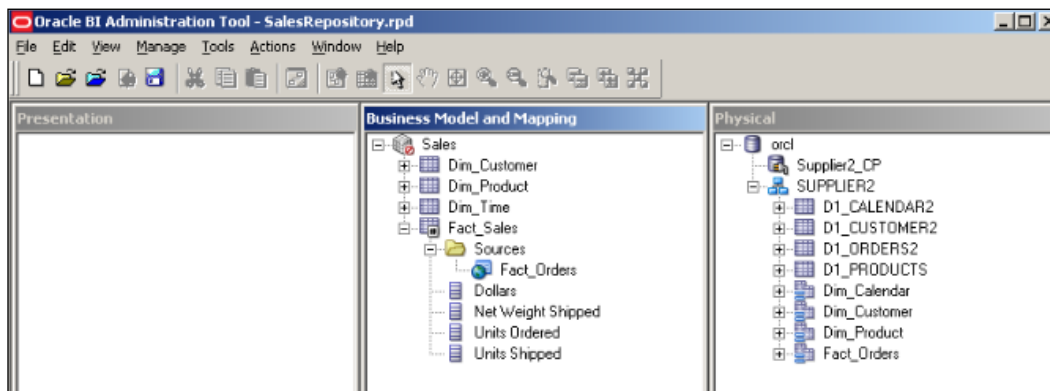 Oracle BI Administration Tool - SalesRepository.rpd
File Edit View Manage Tools Actions Window Help
Presentation
Business Model and Mapping
Sales
Dim_Customer
Dim_Product
Dim_Time
Fact_Sales
Sources
Fact_Orders
Dollars
Net Weight Shipped
Units Ordered
Units Shipped
Physical
orcl
Supplier2_CP
SUPPLIER2
D1_CALENDAR2
D1_CUSTOMER2
D1_ORDERS2
D1_PRODUCTS
Dim_Calendar
Dim_Customer
Dim_Product
Fact_Orders